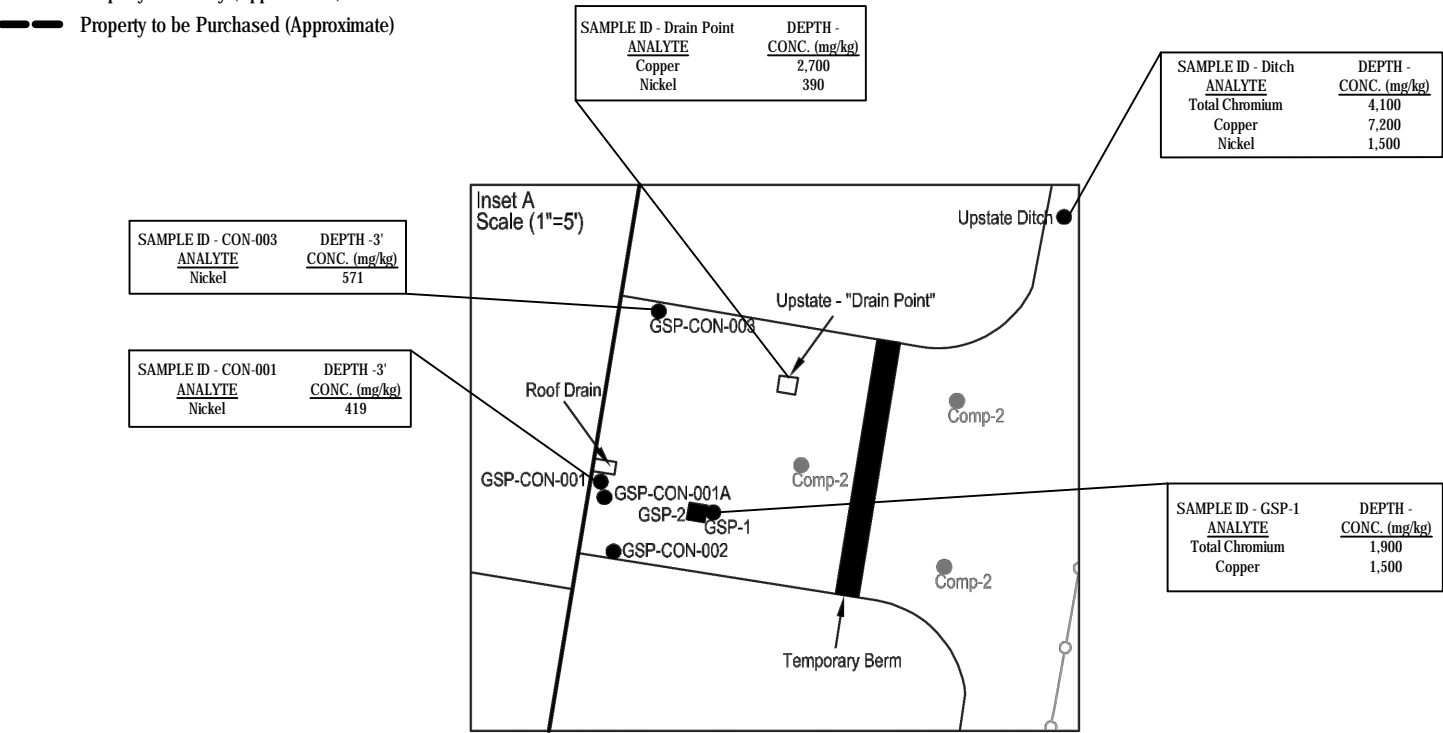 Property to be Purchased (Approximate)
SAMPLE ID - Drain Point DEPTH -
ANALYTE CONC. (mg/kg)
Copper 2,700
Nickel 390
SAMPLE ID - Ditch DEPTH -
ANALYTE CONC. (mg/kg)
Total Chromium 4,100
Copper 7,200
Nickel 1,500
Inset A
Scale (1"=5')
Upstate Ditch
SAMPLE ID - CON-003 DEPTH -3'
ANALYTE CONC. (mg/kg)
Nickel 571
Upstate - "Drain Point"
GSP-CON-003
SAMPLE ID - CON-001 DEPTH -3'
ANALYTE CONC. (mg/kg)
Nickel 419
Roof Drain
Comp-2
GSP-CON-001
Comp-2
GSP-CON-001A
GSP-2
GSP-1
SAMPLE ID - GSP-1 DEPTH -
ANALYTE CONC. (mg/kg)
Total Chromium 1,900
Copper 1,500
GSP-CON-002
Comp-2
Temporary Berm